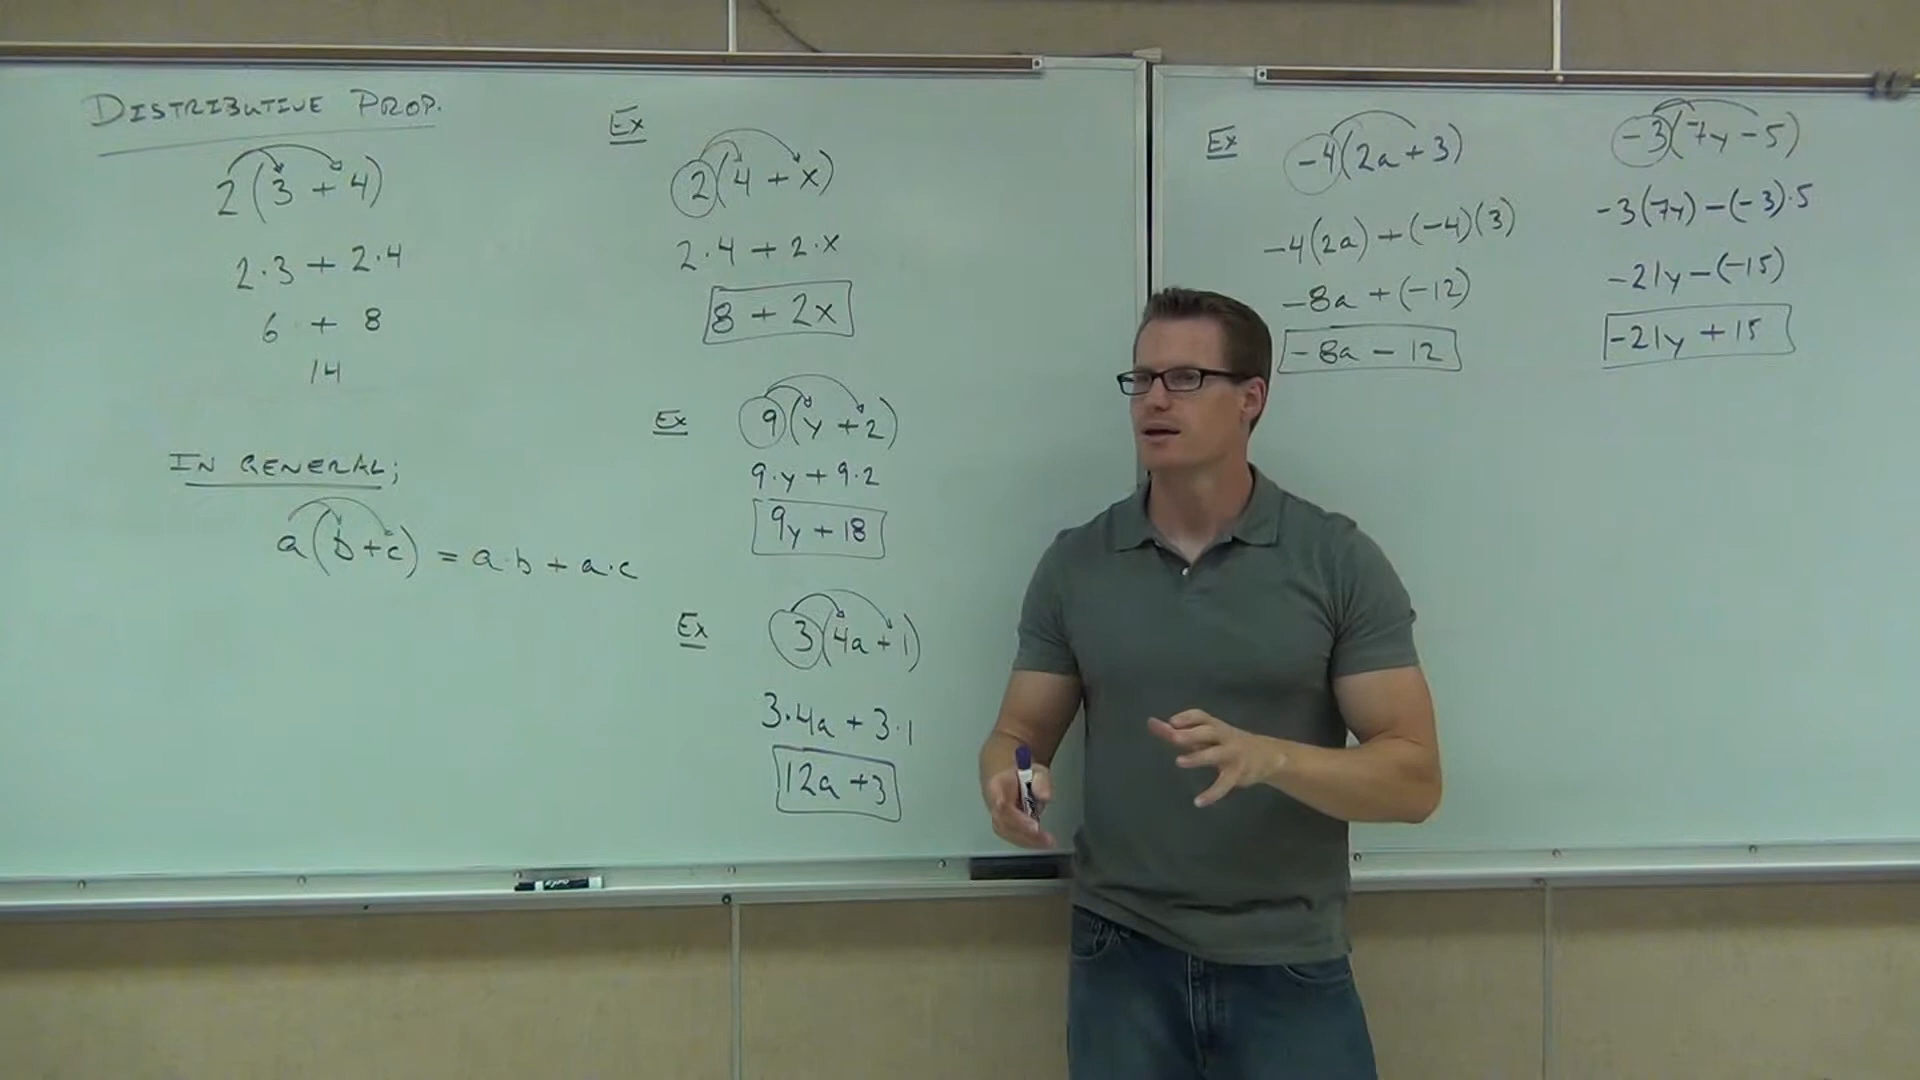 DISTRIBUTIVE PROP.
2(3 + 4)
2·3 + 2·4
6 + 8
14
IN GENERAL;
a(b+c) = a·b + a·c
Ex
2(4 + x)
2·4 + 2·x
8 + 2x
Ex
9(y + 2)
9·y + 9·2
9y + 18
Ex
3(4a + 1)
3·4a + 3·1
12a + 3
Ex
-4(2a + 3)
-4(2a) + (-4)(3)
-8a + (-12)
-8a - 12
-3(7y - 5)
-3(7y) - (-3)·5
-21y - (-15)
-21y + 15